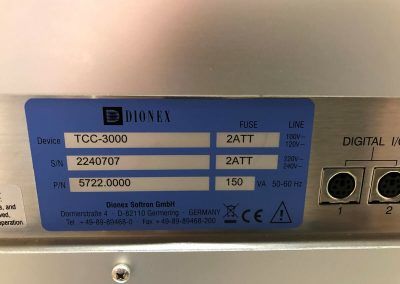 DIONEX
FUSE LINE
Device TCC-3000 2ATT 100V~
120V~
S/N 2240707 2ATT 220V~
240V~
P/N 5722.0000 150 VA 50-60 Hz
Dionex Softron GmbH
Dornierstraße 4 · D-82110 Germering · GERMANY
Tel +49-89-89468-0 · Fax +49-89-89468-200
CE
DIGITAL I/
1 2
s, and
peration.